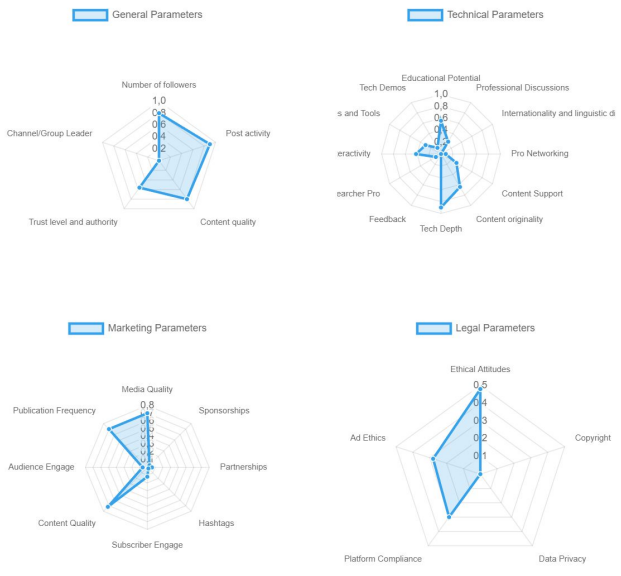 General Parameters
Technical Parameters
Number of followers
1,0
0,8
0,6
0,4
0,2
Channel/Group Leader
Post activity
Trust level and authority
Content quality
Educational Potential
Tech Demos
Professional Discussions
1,0
0,8
0,6
0,4
s and Tools
Internationality and linguistic di
eractivity
Pro Networking
earcher Pro
Content Support
Feedback
Content originality
Tech Depth
Marketing Parameters
Legal Parameters
Media Quality
0,8
Publication Frequency
Sponsorships
Audience Engage
Partnerships
Content Quality
Hashtags
Subscriber Engage
Ethical Attitudes
0,5
0,4
0,3
0,2
0,1
Ad Ethics
Copyright
Platform Compliance
Data Privacy